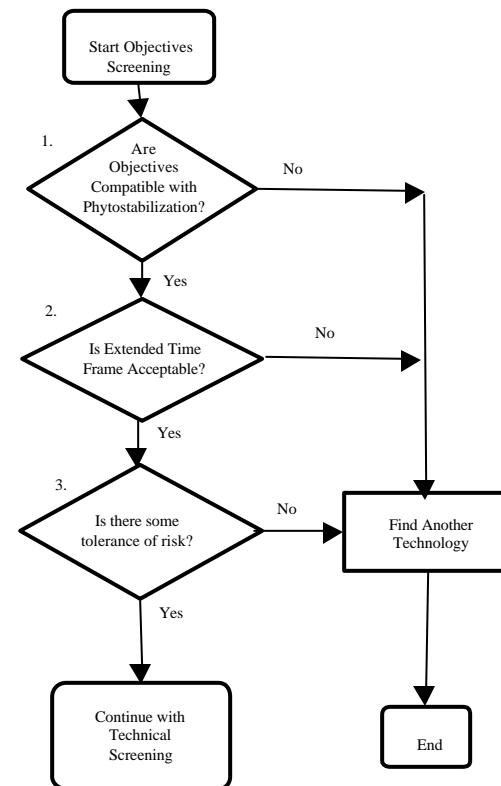 Start Objectives
Screening
1.
Are
Objectives
Compatible with
Phytostabilization?
No
Yes
2.
Is Extended Time
Frame Acceptable?
No
Yes
3.
Is there some
tolerance of risk?
No
Find Another
Technology
Yes
Continue with
Technical
Screening
End